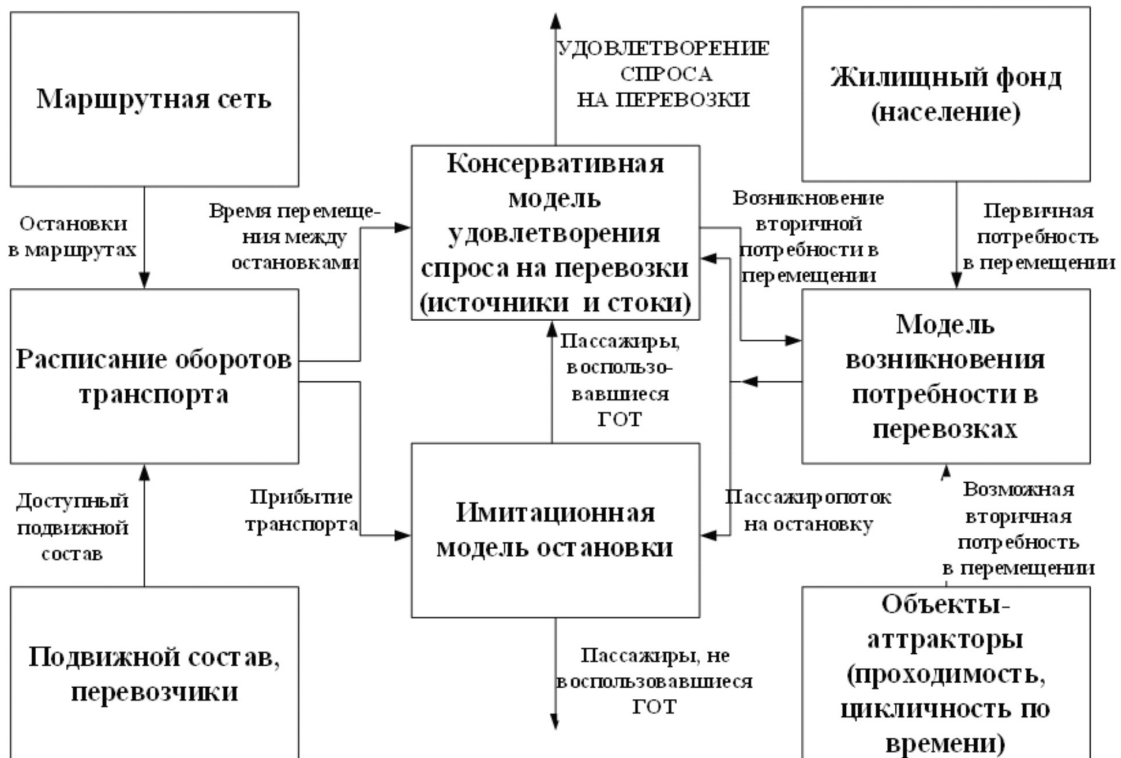 Маршрутная сеть
УДОВЛЕТВОРЕНИЕ
СПРОСА
НА ПЕРЕВОЗКИ
Жилищный фонд
(население)
Остановки
в маршрутах
Время перемеще-
ния между
остановками
Консервативная
модель
удовлетворения
спроса на перевозки
(источники и стоки)
Возникновение
вторичной
потребности в
перемещении
Первичная
потребность
в перемещении
Расписание оборотов
транспорта
Пассажиры,
воспользо-
вавшиеся
ГОТ
Модель
возникновения
потребности в
перевозках
Доступный
подвижной
состав
Прибытие
транспорта
Имитационная
модель остановки
Пассажиропоток
на остановку
Возможная
вторичная
потребность
в перемещении
Подвижной состав,
перевозчики
Пассажиры, не
воспользовавшиеся
ГОТ
Объекты-
аттракторы
(проходимость,
цикличность по
времени)